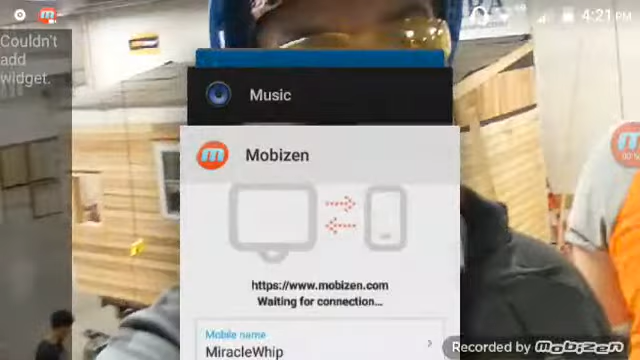 4:21 PM
Couldn't
add
widget.
Music
Mobizen
https://www.mobizen.com
Waiting for connection...
Mobile name
MiracleWhip
Recorded by mobizen